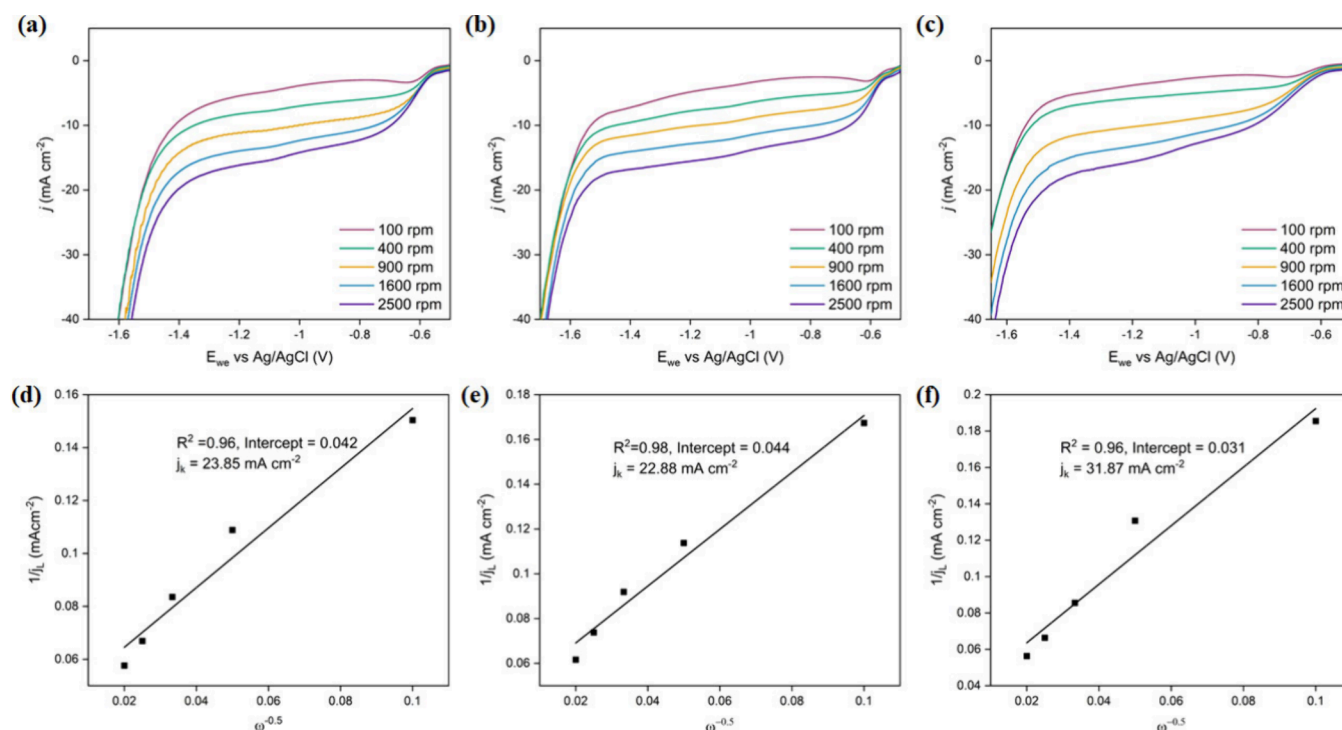 (a)
0
-10
-20
-30
-40
j (mA cm⁻²)
100 rpm
400 rpm
900 rpm
1600 rpm
2500 rpm
-1.6 -1.4 -1.2 -1 -0.8 -0.6
E_we vs Ag/AgCl (V)
(b)
0
-10
-20
-30
-40
j (mA cm⁻²)
100 rpm
400 rpm
900 rpm
1600 rpm
2500 rpm
-1.6 -1.4 -1.2 -1 -0.8 -0.6
E_we vs Ag/AgCl (V)
(c)
0
-10
-20
-30
-40
j (mA cm⁻²)
100 rpm
400 rpm
900 rpm
1600 rpm
2500 rpm
-1.6 -1.4 -1.2 -1 -0.8 -0.6
E_we vs Ag/AgCl (V)
(d)
0.16
0.14
0.12
0.1
0.08
0.06
1/j_L (mAcm⁻²)
R² =0.96, Intercept = 0.042
j_k = 23.85 mA cm⁻²
0.02 0.04 0.06 0.08 0.1
ω⁻⁰·⁵
(e)
0.18
0.16
0.14
0.12
0.1
0.08
0.06
1/j_L (mA cm⁻²)
R²=0.98, Intercept = 0.044
j_k = 22.88 mA cm⁻²
0.02 0.04 0.06 0.08 0.1
ω⁻⁰·⁵
(f)
0.2
0.18
0.16
0.14
0.12
0.1
0.08
0.06
0.04
1/j_L (mA cm⁻²)
R² = 0.96, Intercept = 0.031
j_k = 31.87 mA cm⁻²
0.02 0.04 0.06 0.08 0.1
ω⁻⁰·⁵